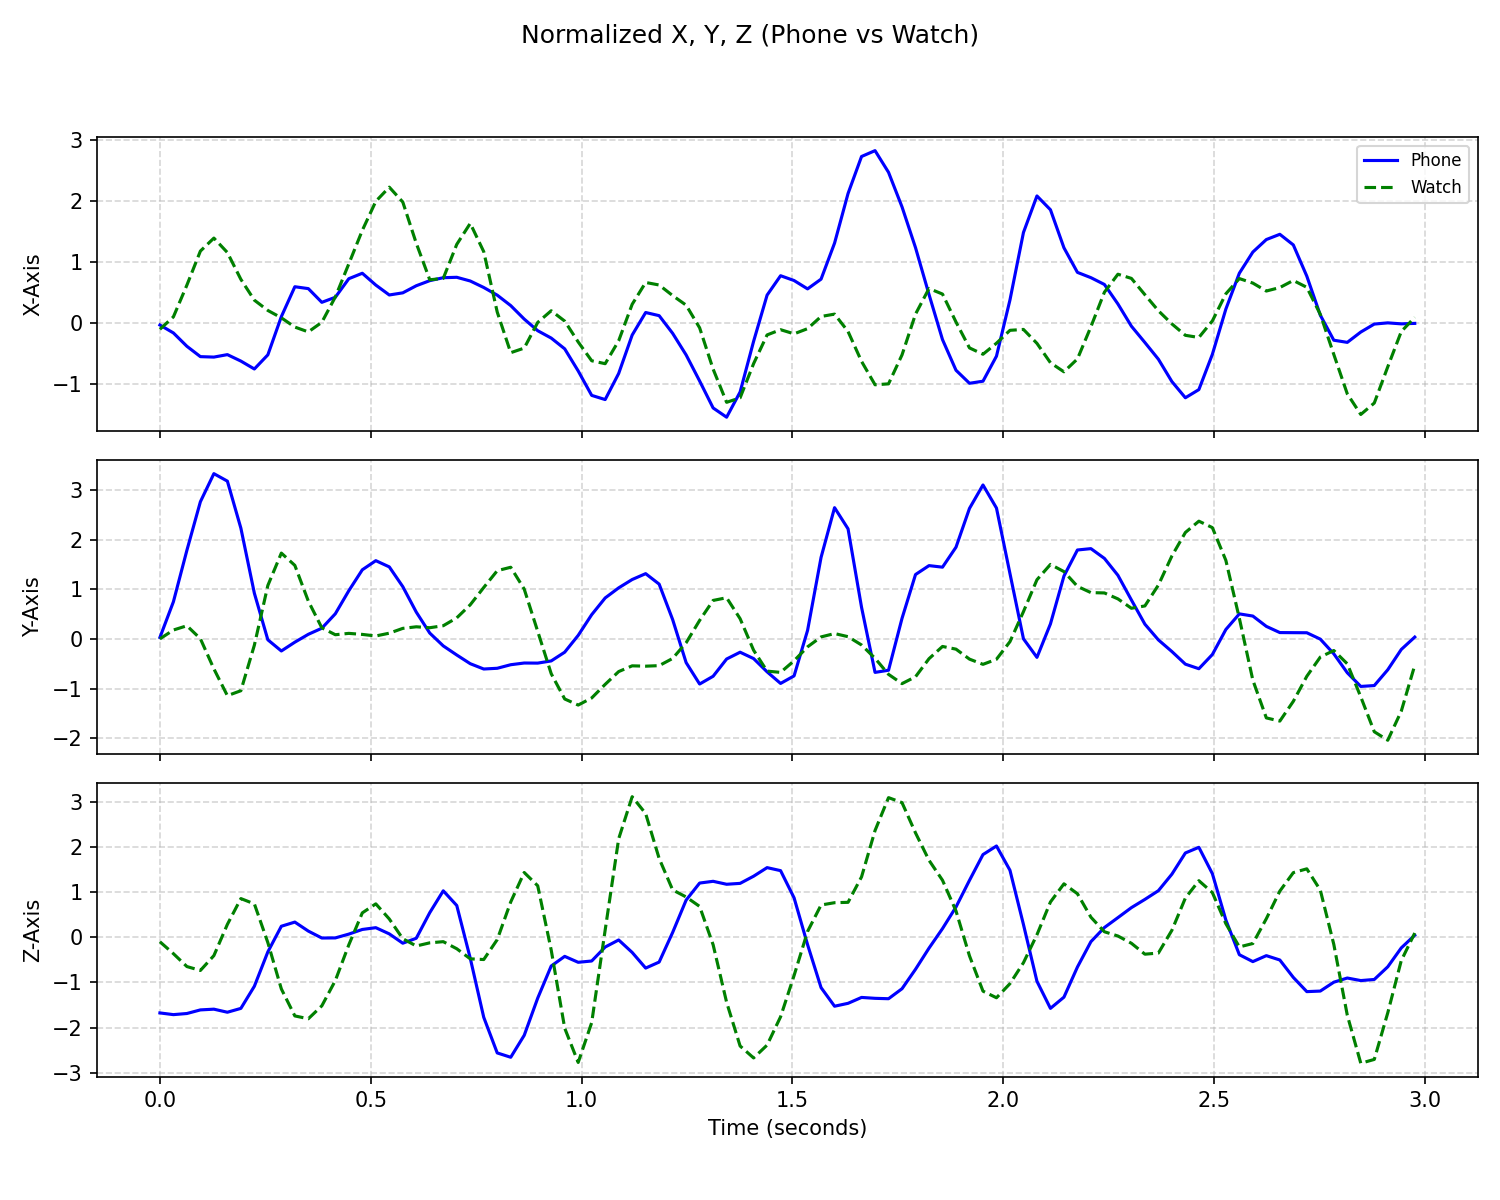 Normalized X, Y, Z (Phone vs Watch)
3
2
1
0
−1
X-Axis
Phone
Watch
3
2
1
0
−1
−2
Y-Axis
3
2
1
0
−1
−2
−3
Z-Axis
0.0 0.5 1.0 1.5 2.0 2.5 3.0
Time (seconds)